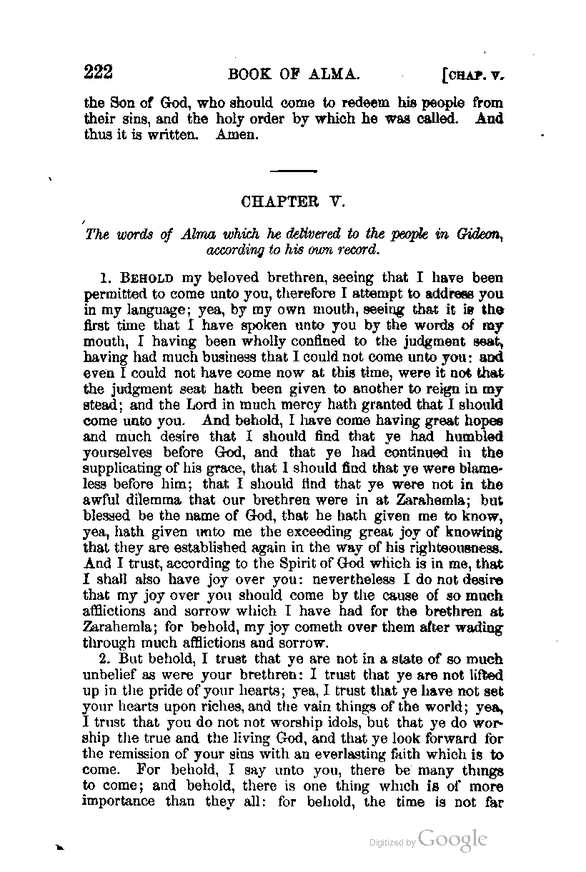 222 BOOK OF ALMA. [CHAP. V.
the Son of God, who should come to redeem his people from
their sins, and the holy order by which he was called. And
thus it is written. Amen.
CHAPTER V.
The words of Alma which he delivered to the people in Gideon,
according to his own record.
1. BEHOLD my beloved brethren, seeing that I have been
permitted to come unto you, therefore I attempt to address you
in my language; yea, by my own mouth, seeing that it is the
first time that I have spoken unto you by the words of my
mouth, I having been wholly confined to the judgment seat,
having had much business that I could not come unto you: and
even I could not have come now at this time, were it not that
the judgment seat hath been given to another to reign in my
stead; and the Lord in much mercy hath granted that I should
come unto you. And behold, I have come having great hopes
and much desire that I should find that ye had humbled
yourselves before God, and that ye had continued in the
supplicating of his grace, that I should find that ye were blame-
less before him; that I should find that ye were not in the
awful dilemma that our brethren were in at Zarahemla; but
blessed be the name of God, that he hath given me to know,
yea, hath given unto me the exceeding great joy of knowing
that they are established again in the way of his righteousness.
And I trust, according to the Spirit of God which is in me, that
I shall also have joy over you: nevertheless I do not desire
that my joy over you should come by the cause of so much
afflictions and sorrow which I have had for the brethren at
Zarahemla; for behold, my joy cometh over them after wading
through much afflictions and sorrow.
2. But behold, I trust that ye are not in a state of so much
unbelief as were your brethren: I trust that ye are not lifted
up in the pride of your hearts; yea, I trust that ye have not set
your hearts upon riches, and the vain things of the world; yea,
I trust that you do not not worship idols, but that ye do wor-
ship the true and the living God, and that ye look forward for
the remission of your sins with an everlasting faith which is to
come. For behold, I say unto you, there be many things
to come; and behold, there is one thing which is of more
importance than they all: for behold, the time is not far
Digitized by Google